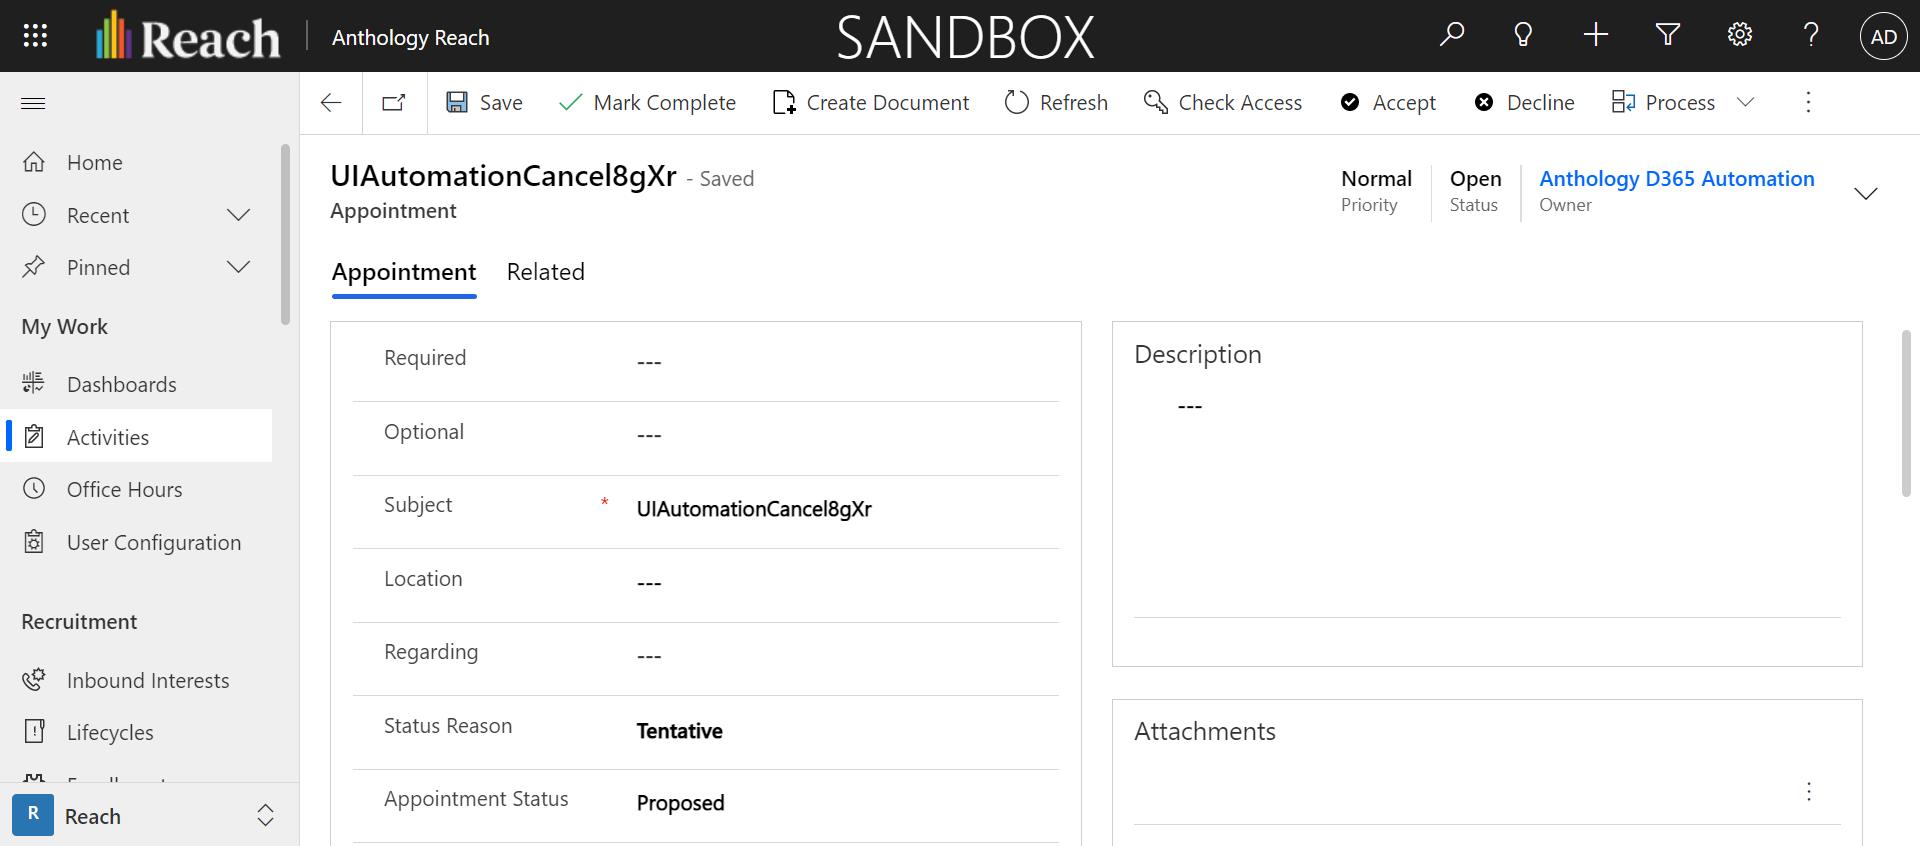 Reach
Anthology Reach
SANDBOX
AD
Save
Mark Complete
Create Document
Refresh
Check Access
Accept
Decline
Process
Home
Recent
Pinned
My Work
Dashboards
Activities
Office Hours
User Configuration
Recruitment
Inbound Interests
Lifecycles
R
Reach
UIAutomationCancel8gXr - Saved
Appointment
Normal
Priority
Open
Status
Anthology D365 Automation
Owner
Appointment
Related
Required
---
Optional
---
Subject *
UIAutomationCancel8gXr
Location
---
Regarding
---
Status Reason
Tentative
Appointment Status
Proposed
Description
---
Attachments